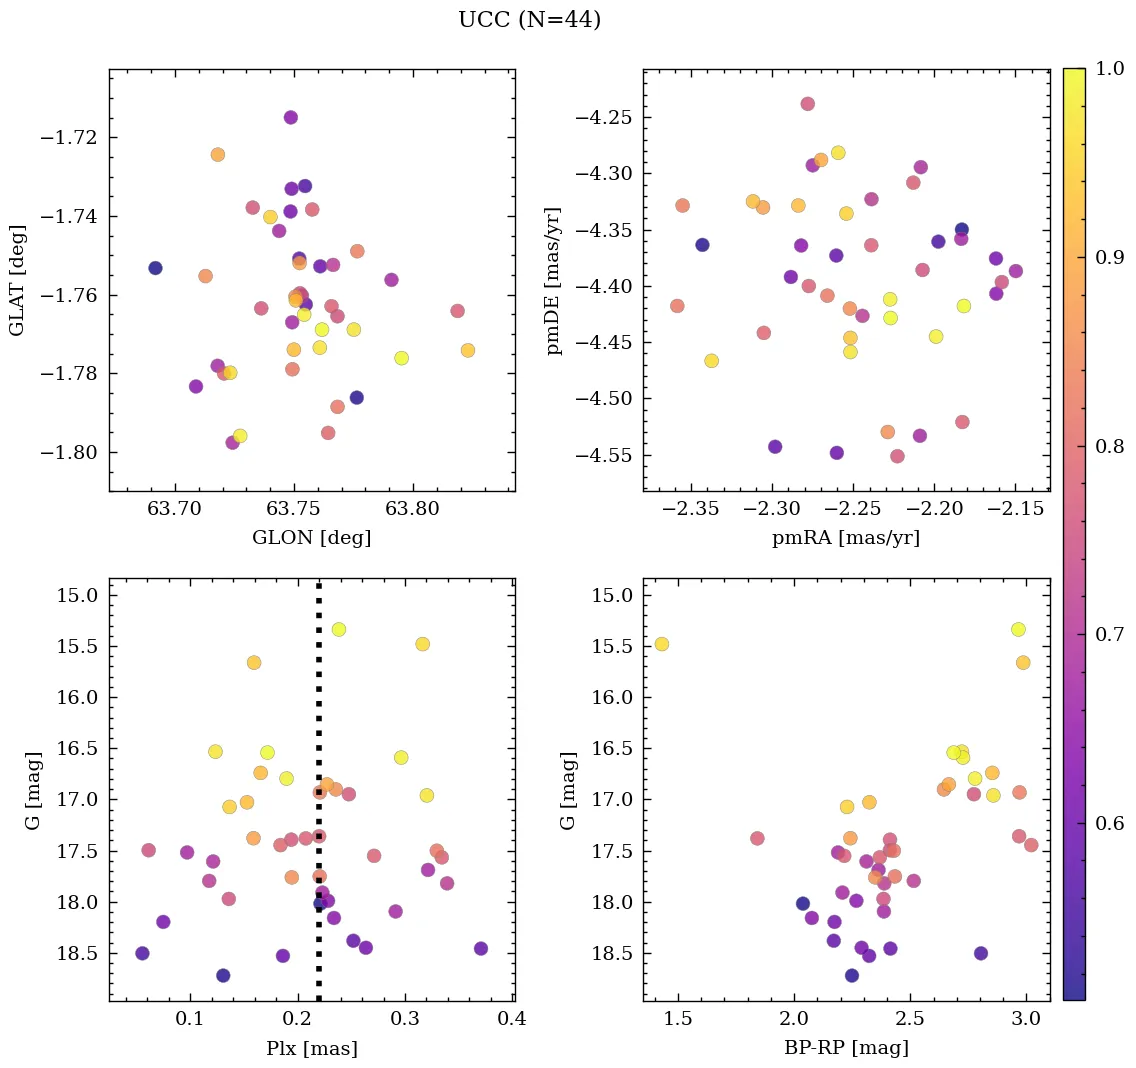 UCC (N=44)
−1.72
−1.74
−1.76
−1.78
−1.80
GLAT [deg]
63.70 63.75 63.80
GLON [deg]
−4.25
−4.30
−4.35
−4.40
−4.45
−4.50
−4.55
pmDE [mas/yr]
−2.35 −2.30 −2.25 −2.20 −2.15
pmRA [mas/yr]
1.0
0.9
0.8
0.7
0.6
15.0
15.5
16.0
16.5
17.0
17.5
18.0
18.5
G [mag]
0.1 0.2 0.3 0.4
Plx [mas]
15.0
15.5
16.0
16.5
17.0
17.5
18.0
18.5
G [mag]
1.5 2.0 2.5 3.0
BP-RP [mag]